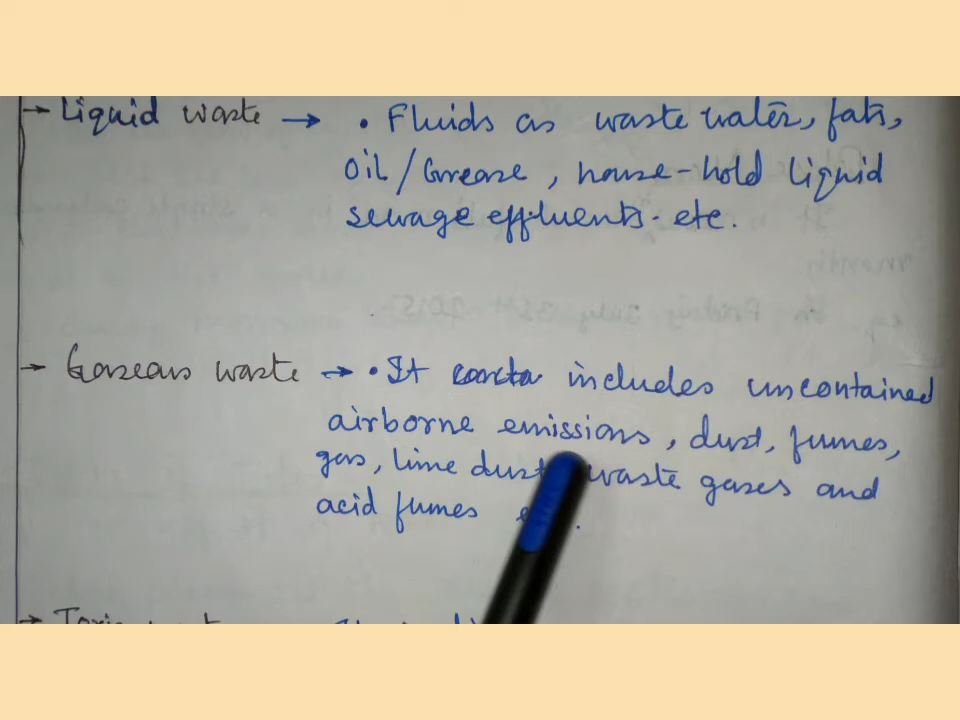 → Liquid waste → • Fluids as waste water, fats,
Oil/Grease, house-hold liquid
sewage effluents. etc.
→ Gaseous waste → • It includes uncontained
airborne emissions, dust, fumes,
gas, lime dust waste gases and
acid fumes